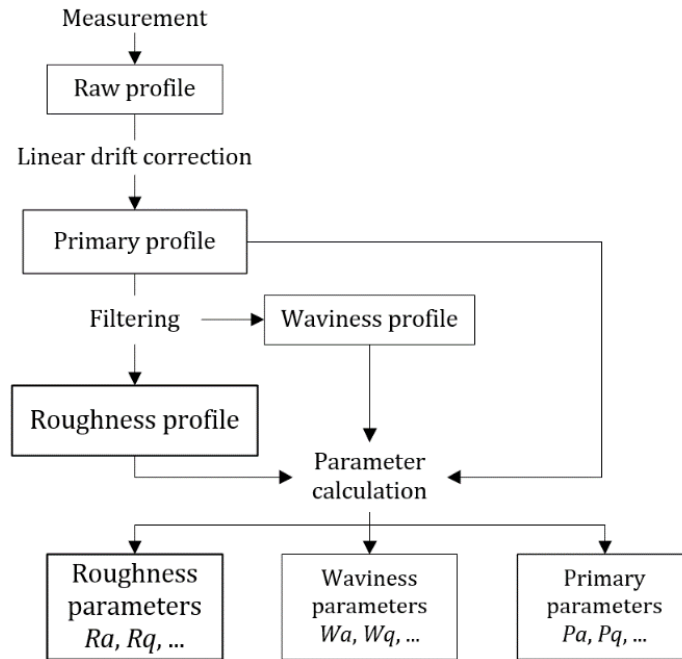 Measurement
Raw profile
Linear drift correction
Primary profile
Filtering
Waviness profile
Roughness profile
Parameter
calculation
Roughness
parameters
Ra, Rq, ...
Waviness
parameters
Wa, Wq, ...
Primary
parameters
Pa, Pq, ...